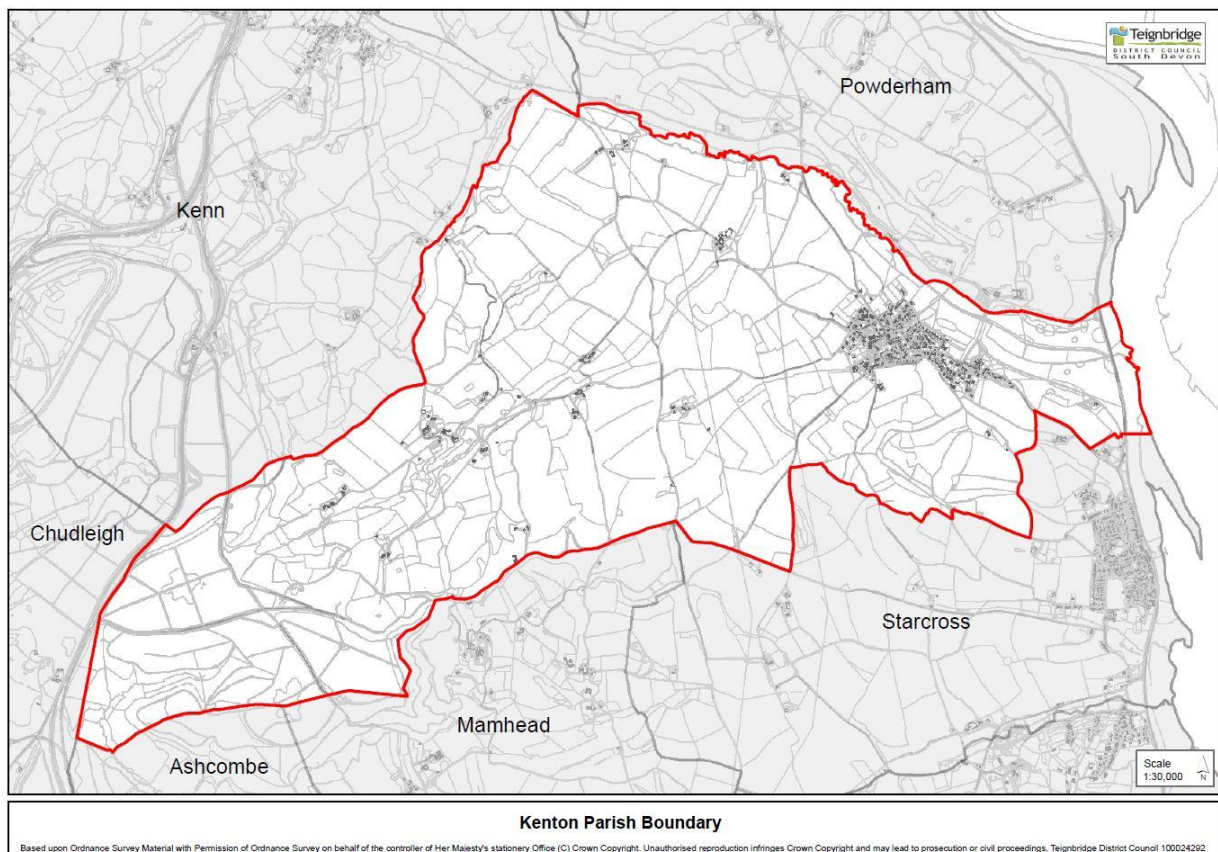 Teignbridge
DISTRICT COUNCIL
South Devon
Powderham
Kenn
Chudleigh
Starcross
Mamhead
Ashcombe
Scale
1:30,000
N
Kenton Parish Boundary
Based upon Ordnance Survey Material with Permission of Ordnance Survey on behalf of the controller of Her Majesty's stationery Office (C) Crown Copyright. Unauthorised reproduction infringes Crown Copyright and may lead to prosecution or civil proceedings. Teignbridge District Council 100024292